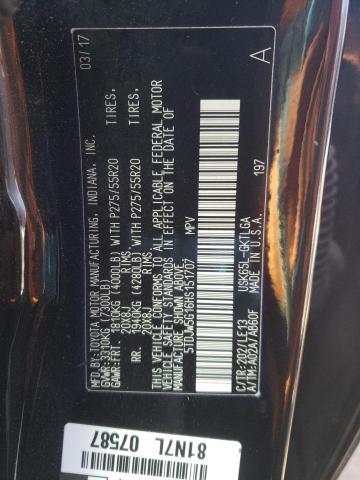 MFD. BY:
TOYOTA MOTOR MANUFACTURING, INDIANA, INC. 03/17
GVWR:3310KG (7300LB)
GAWR:FRT. 1810KG (4000LB) WITH P275/55R20 TIRES,
20X8J RIMS
RR. 1940KG (4280LB) WITH P275/55R20 TIRES,
20X8J RIMS
THIS VEHICLE CONFORMS TO ALL APPLICABLE FEDERAL MOTOR
VEHICLE SAFETY STANDARDS IN EFFECT ON THE DATE OF
MANUFACTURE SHOWN ABOVE.
5TDJW5G16HS157707 MPV
C/TR:202/LE13 USK65L-GKTLGA
A/TM:A02A/AB60F 197
A
81N7L 07587